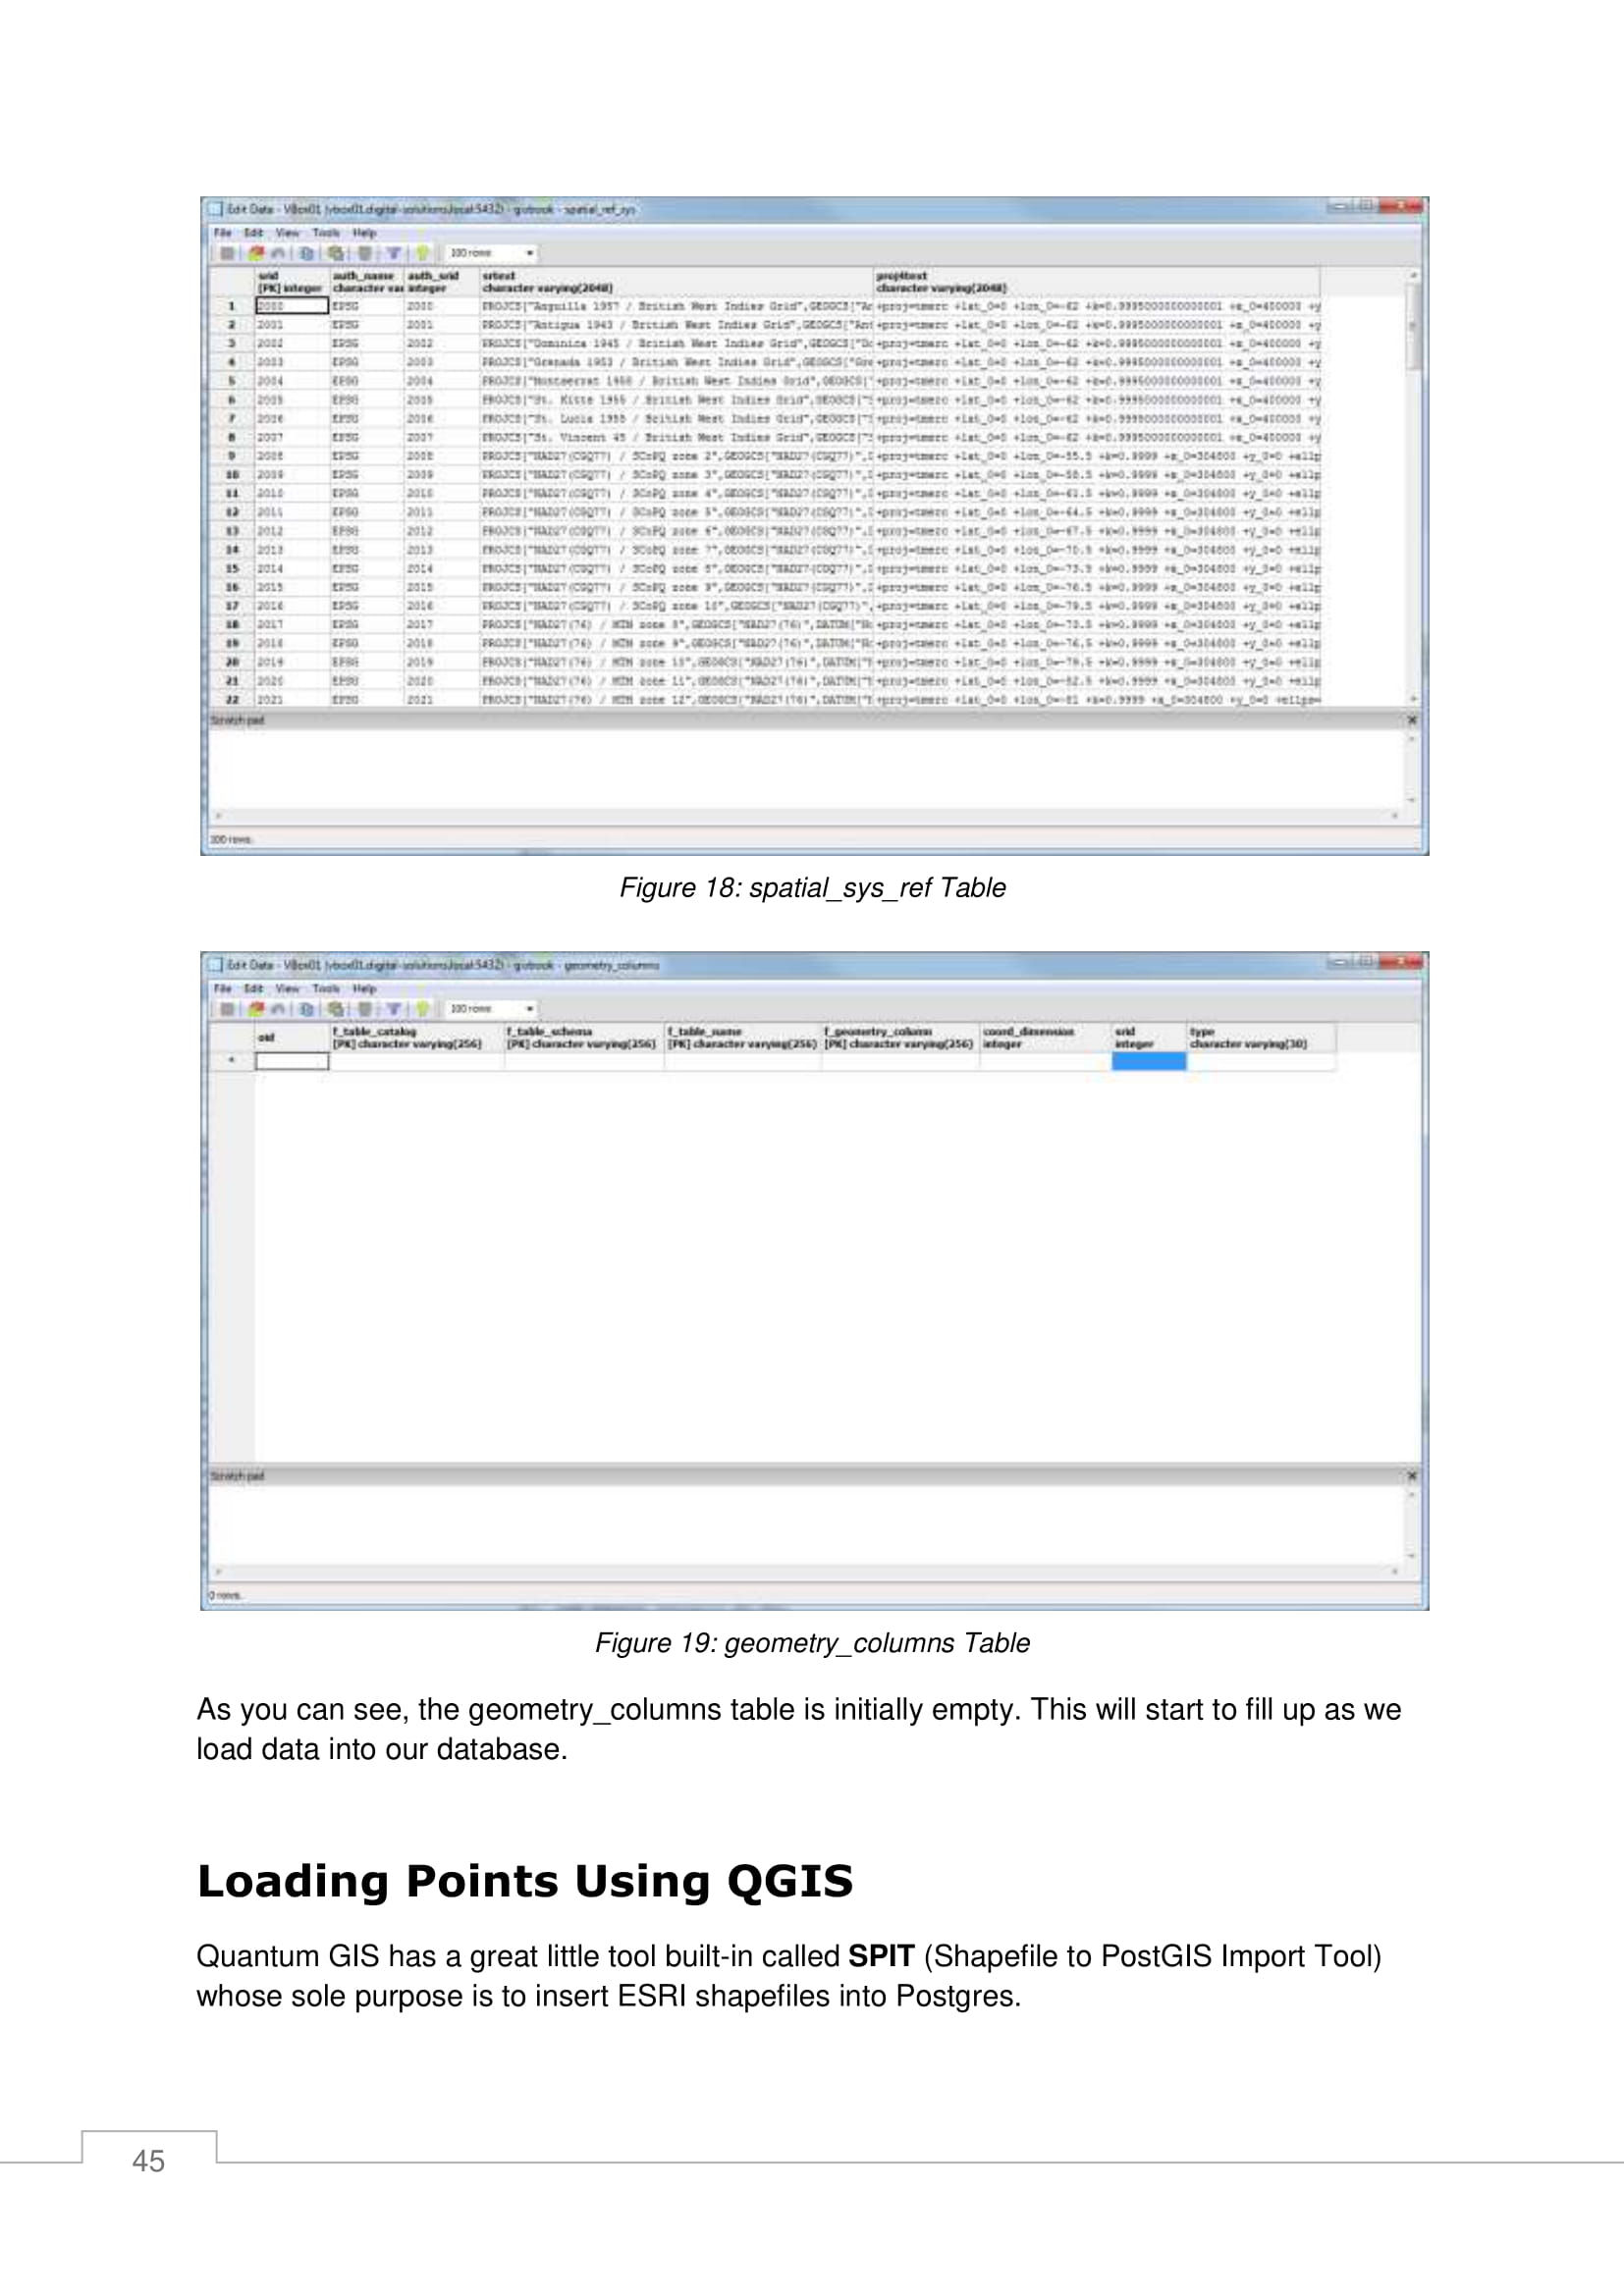 Edit Data - VBox01 (vbox01.digital-solutions.local:5432) - gisbook - spatial_ref_sys
File Edit View Tools Help
100 rows
srid auth_name auth_srid srtext proj4text
[PK] integer character var integer character varying(2048) character varying(2048)
1 2000 EPSG 2000 PROJCS["Anguilla 1957 / British West Indies Grid",GEOGCS["An +proj=tmerc +lat_0=0 +lon_0=-62 +k=0.9995000000000001 +x_0=400000 +y
2 2001 EPSG 2001 PROJCS["Antigua 1943 / British West Indies Grid",GEOGCS["Ant +proj=tmerc +lat_0=0 +lon_0=-62 +k=0.9995000000000001 +x_0=400000 +y
3 2002 EPSG 2002 PROJCS["Dominica 1945 / British West Indies Grid",GEOGCS["Do +proj=tmerc +lat_0=0 +lon_0=-62 +k=0.9995000000000001 +x_0=400000 +y
4 2003 EPSG 2003 PROJCS["Grenada 1953 / British West Indies Grid",GEOGCS["Gre +proj=tmerc +lat_0=0 +lon_0=-62 +k=0.9995000000000001 +x_0=400000 +y
5 2004 EPSG 2004 PROJCS["Montserrat 1958 / British West Indies Grid",GEOGCS[" +proj=tmerc +lat_0=0 +lon_0=-62 +k=0.9995000000000001 +x_0=400000 +y
6 2005 EPSG 2005 PROJCS["St. Kitts 1955 / British West Indies Grid",GEOGCS["S +proj=tmerc +lat_0=0 +lon_0=-62 +k=0.9995000000000001 +x_0=400000 +y
7 2006 EPSG 2006 PROJCS["St. Lucia 1955 / British West Indies Grid",GEOGCS["S +proj=tmerc +lat_0=0 +lon_0=-62 +k=0.9995000000000001 +x_0=400000 +y
8 2007 EPSG 2007 PROJCS["St. Vincent 45 / British West Indies Grid",GEOGCS["S +proj=tmerc +lat_0=0 +lon_0=-62 +k=0.9995000000000001 +x_0=400000 +y
9 2008 EPSG 2008 PROJCS["NAD27(CGQ77) / SCoPQ zone 2",GEOGCS["NAD27(CGQ77)",D +proj=tmerc +lat_0=0 +lon_0=-55.5 +k=0.9999 +x_0=304800 +y_0=0 +ellp
10 2009 EPSG 2009 PROJCS["NAD27(CGQ77) / SCoPQ zone 3",GEOGCS["NAD27(CGQ77)",D +proj=tmerc +lat_0=0 +lon_0=-58.5 +k=0.9999 +x_0=304800 +y_0=0 +ellp
11 2010 EPSG 2010 PROJCS["NAD27(CGQ77) / SCoPQ zone 4",GEOGCS["NAD27(CGQ77)",D +proj=tmerc +lat_0=0 +lon_0=-61.5 +k=0.9999 +x_0=304800 +y_0=0 +ellp
12 2011 EPSG 2011 PROJCS["NAD27(CGQ77) / SCoPQ zone 5",GEOGCS["NAD27(CGQ77)",D +proj=tmerc +lat_0=0 +lon_0=-64.5 +k=0.9999 +x_0=304800 +y_0=0 +ellp
13 2012 EPSG 2012 PROJCS["NAD27(CGQ77) / SCoPQ zone 6",GEOGCS["NAD27(CGQ77)",D +proj=tmerc +lat_0=0 +lon_0=-67.5 +k=0.9999 +x_0=304800 +y_0=0 +ellp
14 2013 EPSG 2013 PROJCS["NAD27(CGQ77) / SCoPQ zone 7",GEOGCS["NAD27(CGQ77)",D +proj=tmerc +lat_0=0 +lon_0=-70.5 +k=0.9999 +x_0=304800 +y_0=0 +ellp
15 2014 EPSG 2014 PROJCS["NAD27(CGQ77) / SCoPQ zone 8",GEOGCS["NAD27(CGQ77)",D +proj=tmerc +lat_0=0 +lon_0=-73.5 +k=0.9999 +x_0=304800 +y_0=0 +ellp
16 2015 EPSG 2015 PROJCS["NAD27(CGQ77) / SCoPQ zone 9",GEOGCS["NAD27(CGQ77)",D +proj=tmerc +lat_0=0 +lon_0=-76.5 +k=0.9999 +x_0=304800 +y_0=0 +ellp
17 2016 EPSG 2016 PROJCS["NAD27(CGQ77) / SCoPQ zone 10",GEOGCS["NAD27(CGQ77)", +proj=tmerc +lat_0=0 +lon_0=-79.5 +k=0.9999 +x_0=304800 +y_0=0 +ellp
18 2017 EPSG 2017 PROJCS["NAD27(76) / MTM zone 8",GEOGCS["NAD27(76)",DATUM["No +proj=tmerc +lat_0=0 +lon_0=-73.5 +k=0.9999 +x_0=304800 +y_0=0 +ellp
19 2018 EPSG 2018 PROJCS["NAD27(76) / MTM zone 9",GEOGCS["NAD27(76)",DATUM["No +proj=tmerc +lat_0=0 +lon_0=-76.5 +k=0.9999 +x_0=304800 +y_0=0 +ellp
20 2019 EPSG 2019 PROJCS["NAD27(76) / MTM zone 10",GEOGCS["NAD27(76)",DATUM["N +proj=tmerc +lat_0=0 +lon_0=-79.5 +k=0.9999 +x_0=304800 +y_0=0 +ellp
21 2020 EPSG 2020 PROJCS["NAD27(76) / MTM zone 11",GEOGCS["NAD27(76)",DATUM["N +proj=tmerc +lat_0=0 +lon_0=-82.5 +k=0.9999 +x_0=304800 +y_0=0 +ellp
22 2021 EPSG 2021 PROJCS["NAD27(76) / MTM zone 12",GEOGCS["NAD27(76)",DATUM["N +proj=tmerc +lat_0=0 +lon_0=-81 +k=0.9999 +x_0=304800 +y_0=0 +ellps=
Scratch pad
100 rows.
Figure 18: spatial_sys_ref Table
Edit Data - VBox01 (vbox01.digital-solutions.local:5432) - gisbook - geometry_columns
File Edit View Tools Help
100 rows
oid f_table_catalog f_table_schema f_table_name f_geometry_column coord_dimension srid type
[PK] character varying(256) [PK] character varying(256) [PK] character varying(256) [PK] character varying(256) integer integer character varying(30)
*
Scratch pad
0 rows.
Figure 19: geometry_columns Table
As you can see, the geometry_columns table is initially empty. This will start to fill up as we
load data into our database.
Loading Points Using QGIS
Quantum GIS has a great little tool built-in called SPIT (Shapefile to PostGIS Import Tool)
whose sole purpose is to insert ESRI shapefiles into Postgres.
45